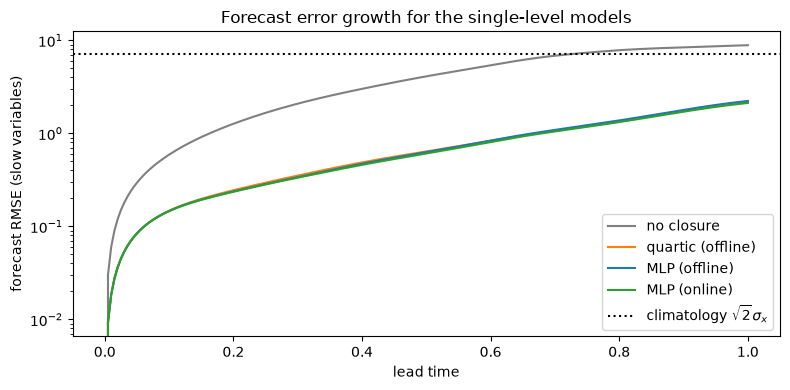 Forecast error growth for the single-level models
forecast RMSE (slow variables)
10¹
10⁰
10⁻¹
10⁻²
0.0 0.2 0.4 0.6 0.8 1.0
lead time
no closure
quartic (offline)
MLP (offline)
MLP (online)
climatology √2σₓ